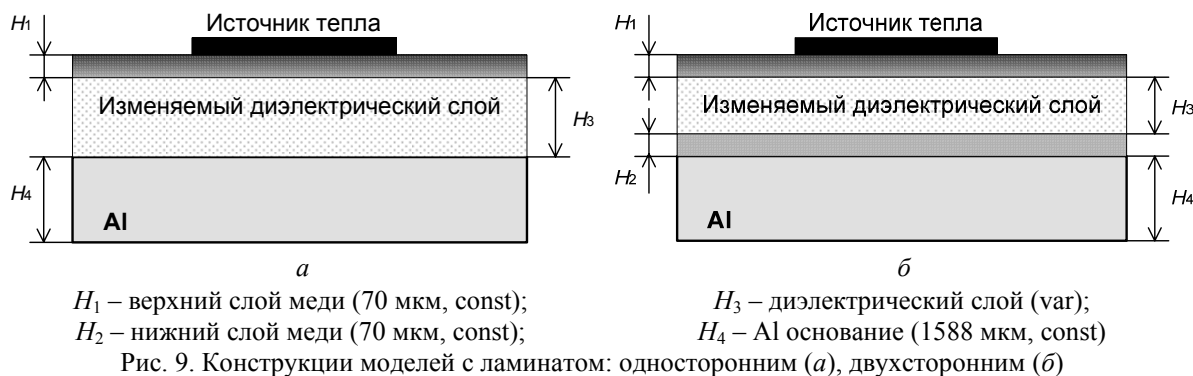 Источник тепла
H1
Изменяемый диэлектрический слой
H3
H4
Al
а
Источник тепла
H1
Изменяемый диэлектрический слой
H3
H2
H4
Al
б
H1 – верхний слой меди (70 мкм, const);
H2 – нижний слой меди (70 мкм, const);
H3 – диэлектрический слой (var);
H4 – Al основание (1588 мкм, const)
Рис. 9. Конструкции моделей с ламинатом: односторонним (а), двухсторонним (б)